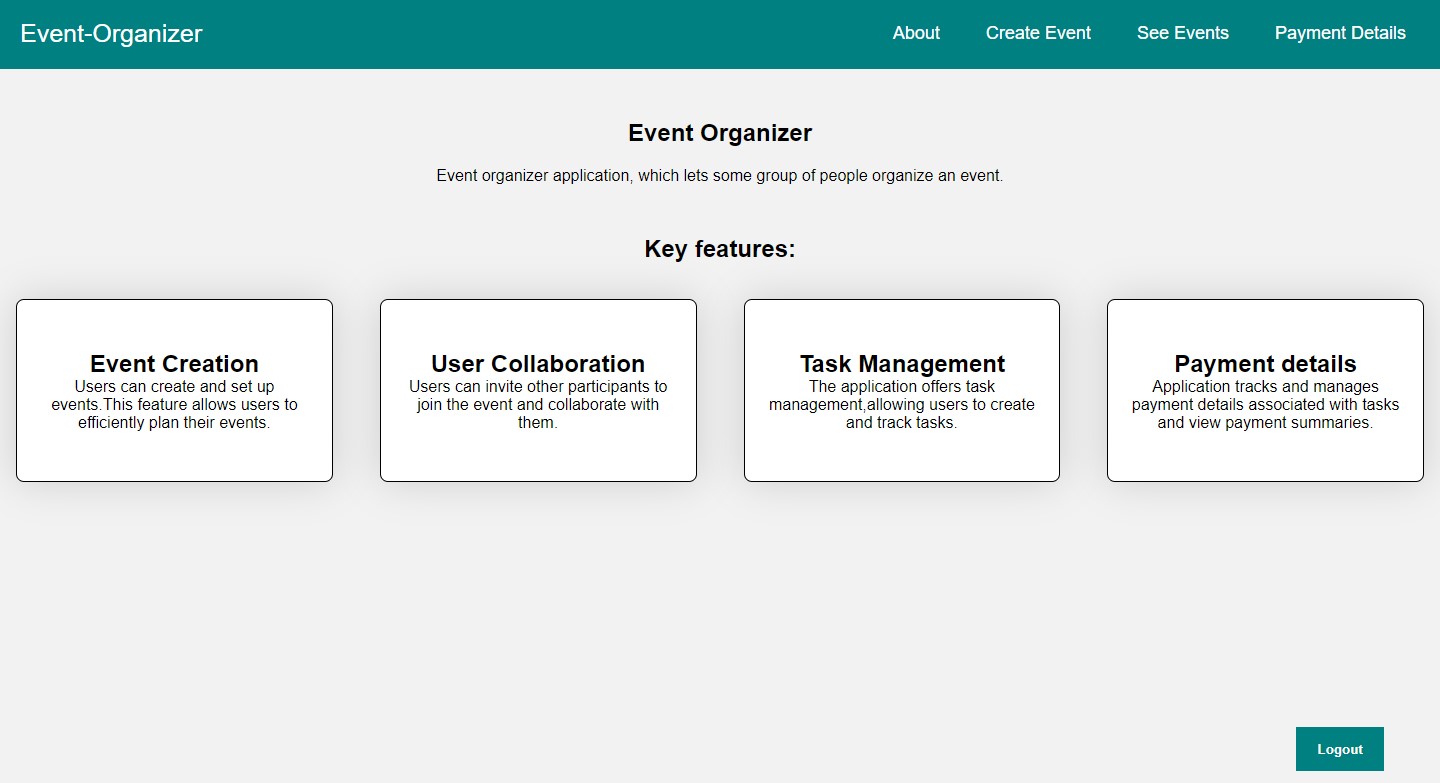 Event-Organizer
About
Create Event
See Events
Payment Details
Event Organizer
Event organizer application, which lets some group of people organize an event.
Key features:
Event Creation
Users can create and set up
events.This feature allows users to
efficiently plan their events.
User Collaboration
Users can invite other participants to
join the event and collaborate with
them.
Task Management
The application offers task
management,allowing users to create
and track tasks.
Payment details
Application tracks and manages
payment details associated with tasks
and view payment summaries.
Logout